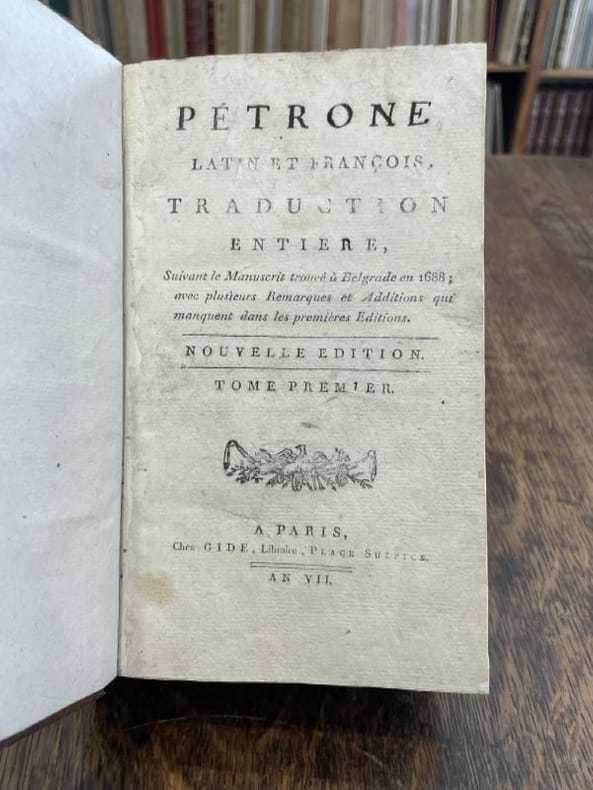 PÉTRONE
LATIN ET FRANÇOIS,
TRADUCTION
ENTIERE,
Suivant le Manuscrit trouvé à Belgrade en 1688 ;
avec plusieurs Remarques et Additions qui
manquent dans les premières Editions.
NOUVELLE EDITION.
TOME PREMIER.
A PARIS,
Chez GIDE, Libraire, PLACE SULPICE.
AN VII.